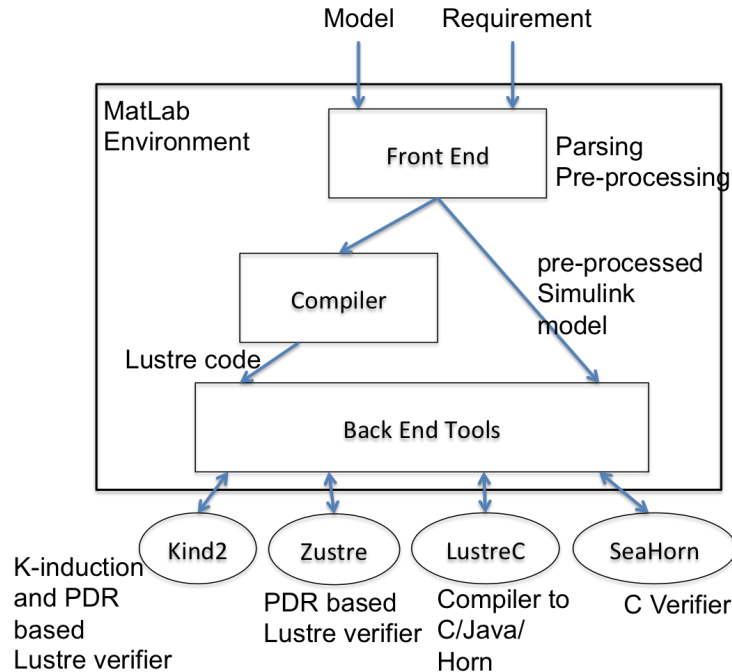 Model
Requirement
MatLab
Environment
Front End
Parsing
Pre-processing
Compiler
pre-processed
Simulink
model
Lustre code
Back End Tools
Kind2
Zustre
LustreC
SeaHorn
K-induction
and PDR
based
Lustre verifier
PDR based
Lustre verifier
Compiler to
C/Java/
Horn
C Verifier